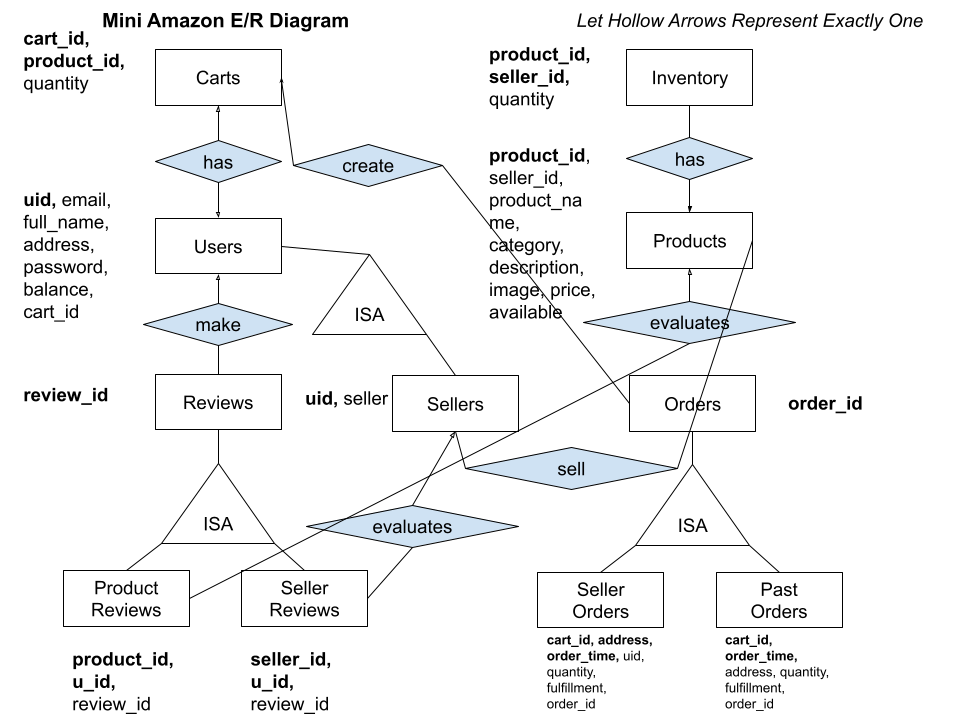 Mini Amazon E/R Diagram
Let Hollow Arrows Represent Exactly One
cart_id,
product_id,
quantity
Carts
product_id,
seller_id,
quantity
Inventory
has
create
has
product_id,
seller_id,
product_na
me,
category,
description,
image, price,
available
uid, email,
full_name,
address,
password,
balance,
cart_id
Users
Products
ISA
make
evaluates
review_id
Reviews
uid, seller
Sellers
Orders
order_id
sell
ISA
evaluates
ISA
Product
Reviews
Seller
Reviews
Seller
Orders
Past
Orders
product_id,
u_id,
review_id
seller_id,
u_id,
review_id
cart_id, address,
order_time, uid,
quantity,
fulfillment,
order_id
cart_id,
order_time,
address, quantity,
fulfillment,
order_id